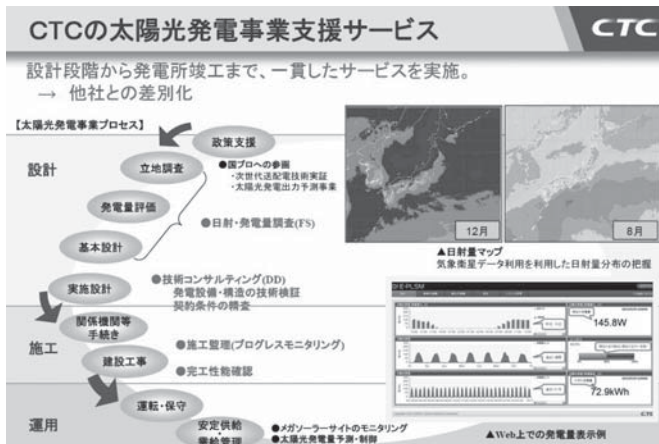 CTCの太陽光発電事業支援サービス
CTC
設計段階から発電所竣工まで、一貫したサービスを実施。
→ 他社との差別化
【太陽光発電事業プロセス】
設計
政策支援
立地調査
●国プロへの参画
・次世代送配電技術実証
・太陽光発電出力予測事業
発電量評価
●日射・発電量調査(FS)
基本設計
12月
8月
▲日射量マップ
気象衛星データ利用を利用した日射量分布の把握
実施設計
●技術コンサルティング(DD)
発電設備・構造の技術検証
契約条件の精査
施工
関係機関等
手続き
建設工事
●施工監理(プログレスモニタリング)
●完工性能確認
E-PLSM
145.8W
72.9kWh
CTC
運用
運転・保守
安定供給
需給管理
●メガソーラーサイトのモニタリング
●太陽光発電量予測・制御
▲Web上での発電量表示例